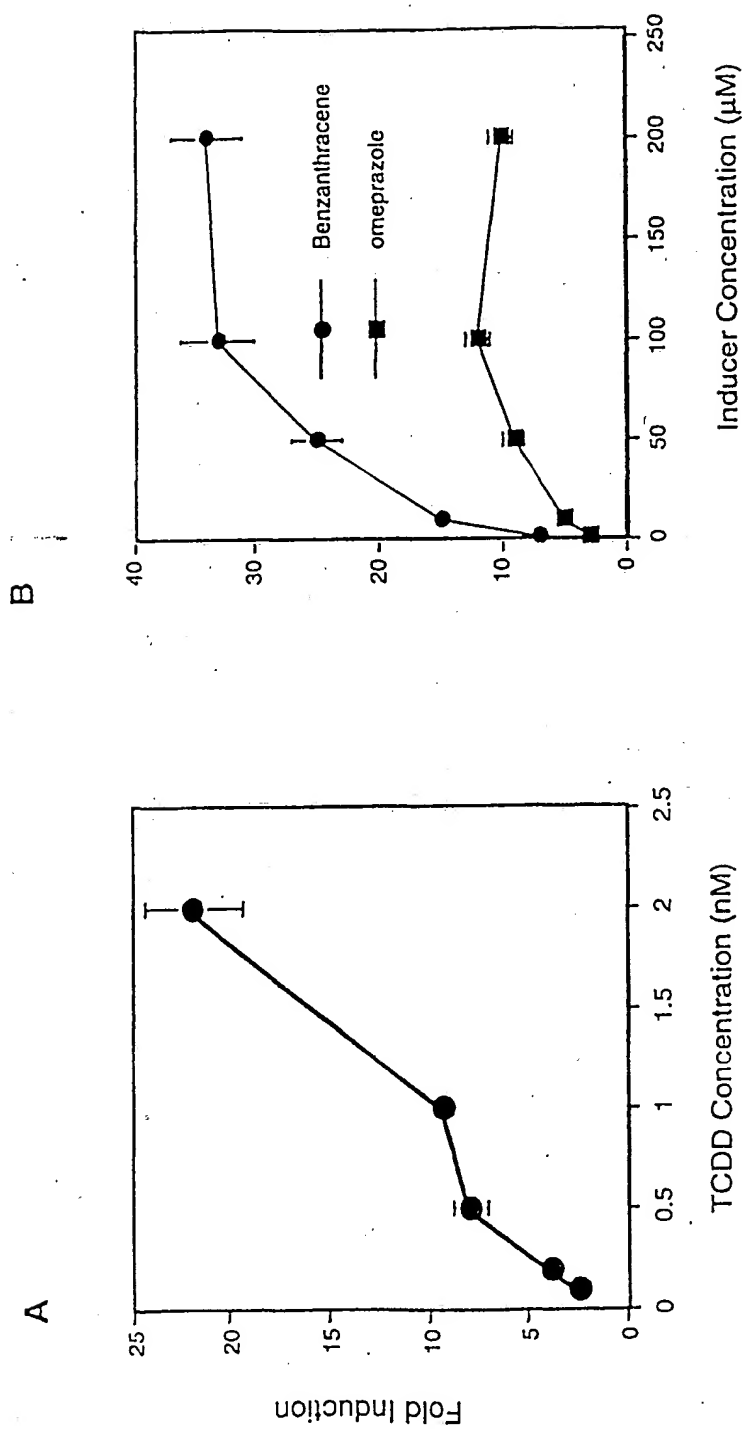 A
Fold Induction
25
20
15
10
5
0
0 0.5 1 1.5 2 2.5
TCDD Concentration (nM)
B
40
30
20
10
0
Benzanthracene
omeprazole
0 50 100 150 200 250
Inducer Concentration (µM)